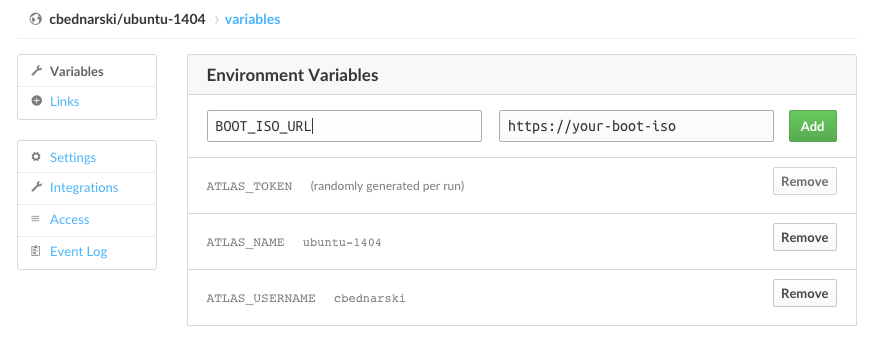 cbednarski/ubuntu-1404 › variables
Variables
Links
Settings
Integrations
Access
Event Log
Environment Variables
BOOT_ISO_URL https://your-boot-iso Add
ATLAS_TOKEN (randomly generated per run) Remove
ATLAS_NAME ubuntu-1404 Remove
ATLAS_USERNAME cbednarski Remove